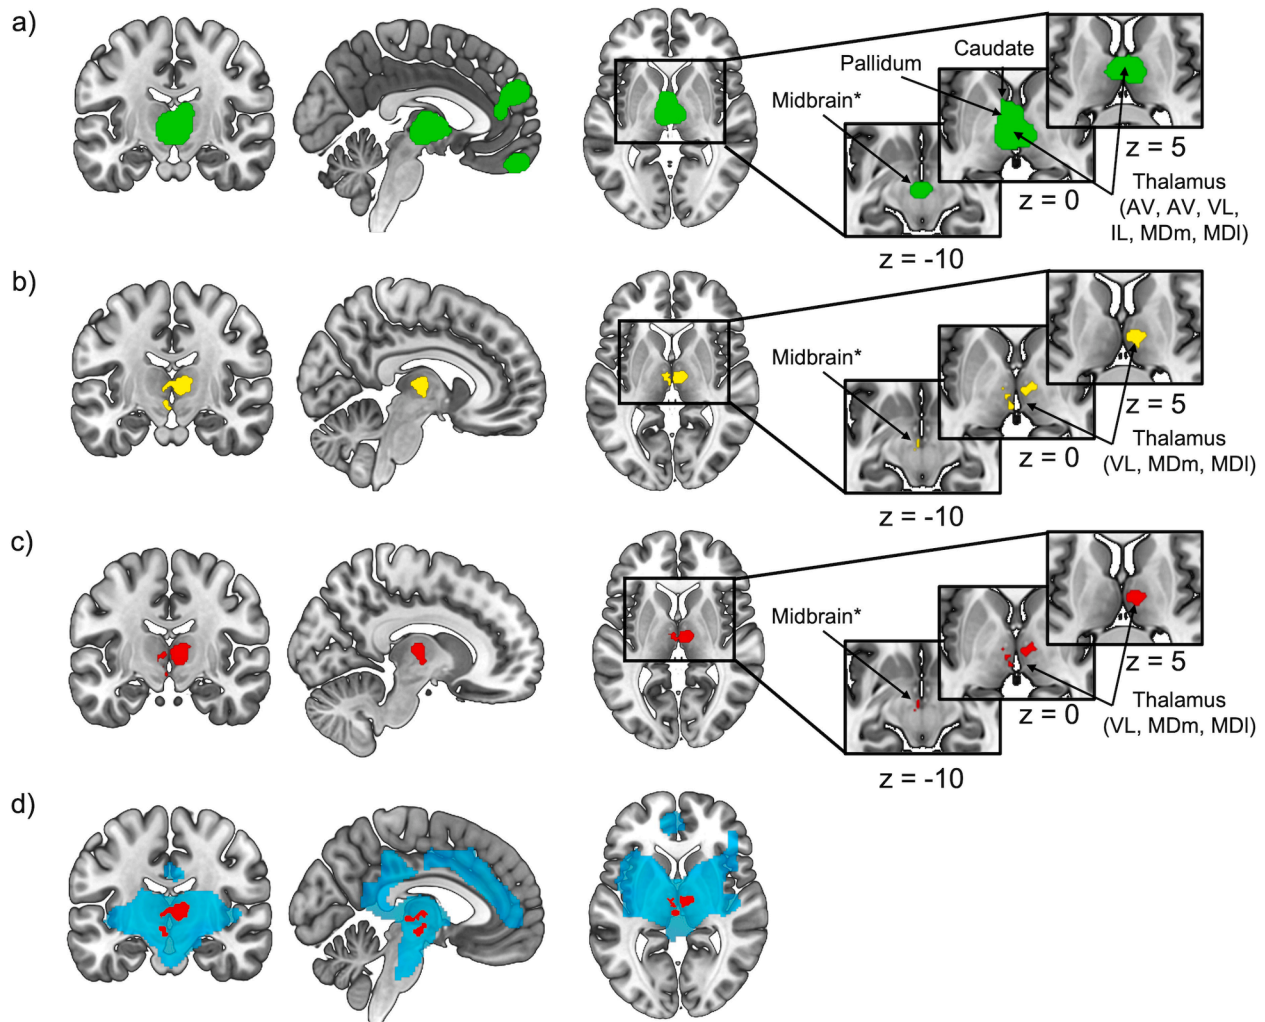 a)
Caudate
Pallidum
Midbrain*
z = 5
z = 0
z = -10
Thalamus
(AV, AV, VL,
IL, MDm, MDl)
b)
Midbrain*
z = 5
z = 0
z = -10
Thalamus
(VL, MDm, MDl)
c)
Midbrain*
z = 5
z = 0
z = -10
Thalamus
(VL, MDm, MDl)
d)